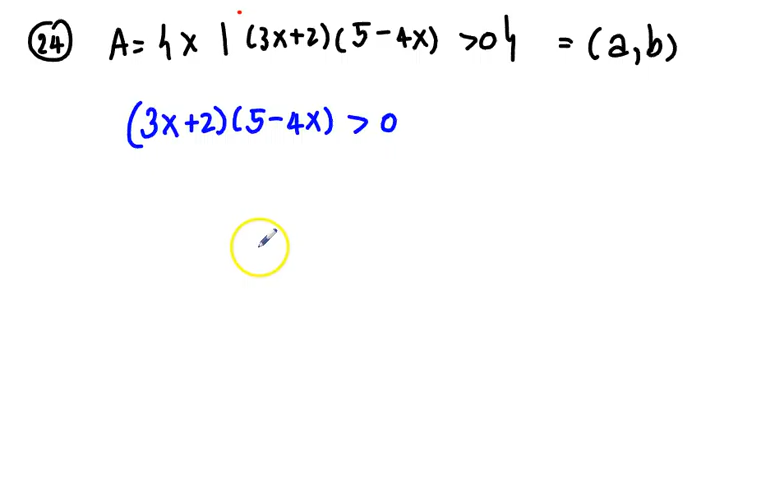 24 A = { x | (3x+2)(5-4x) >0 } = (a,b)
(3x+2)(5-4x) > 0